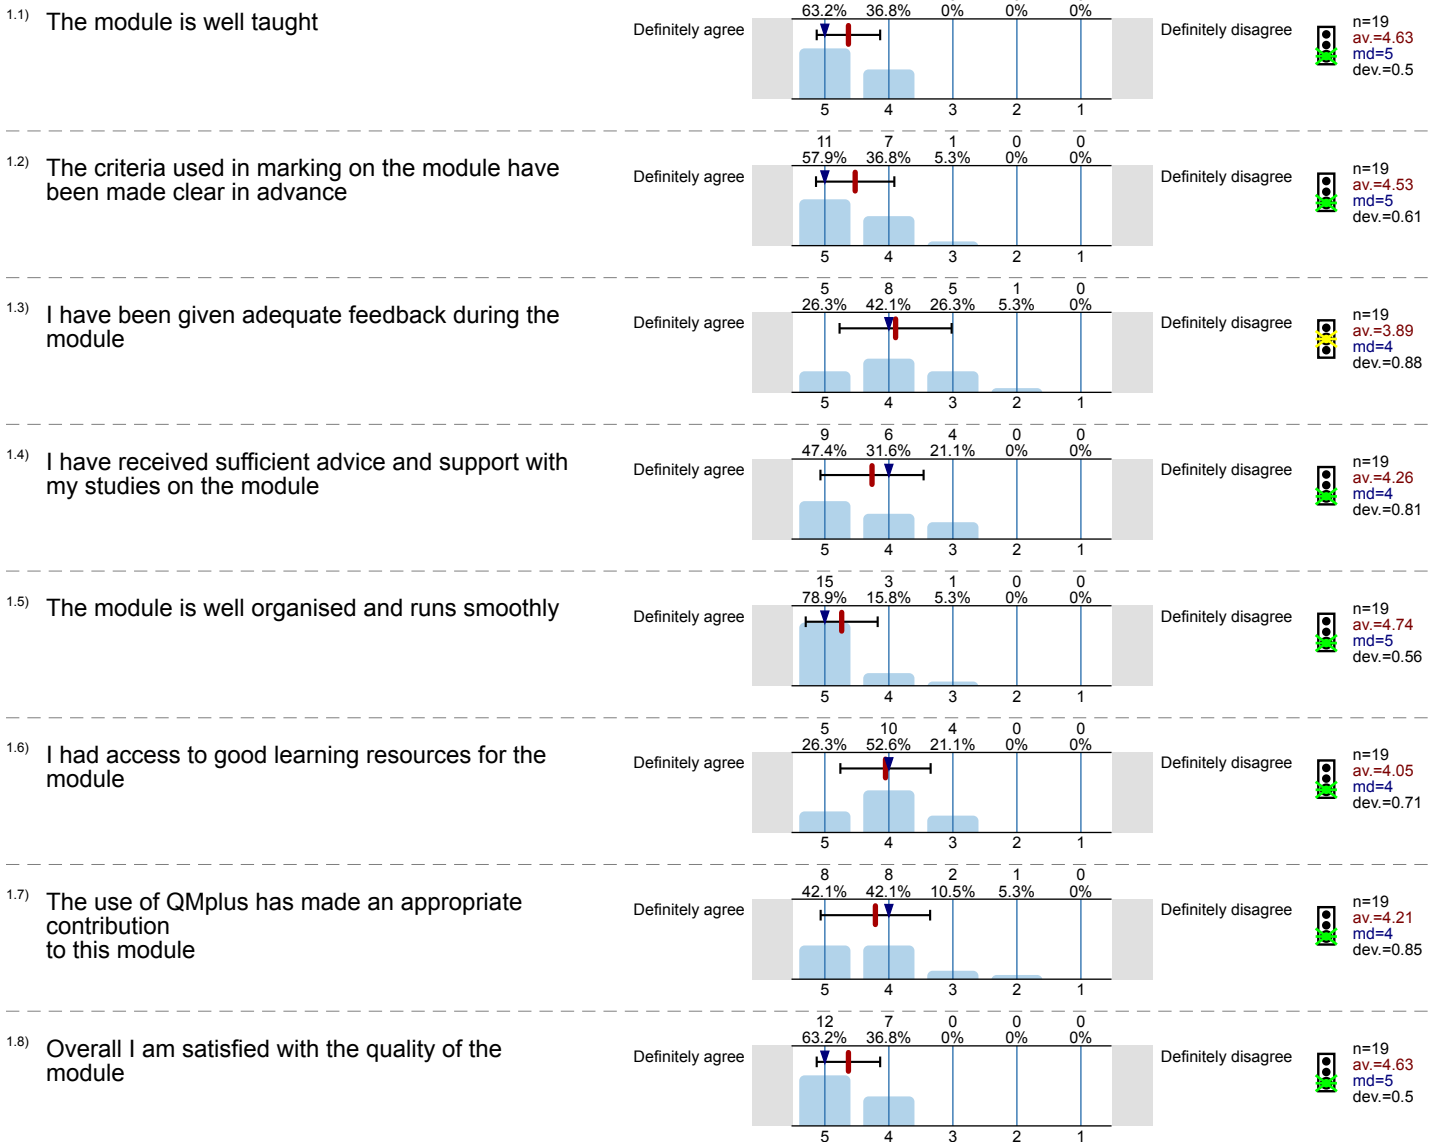 1.1) The module is well taught
Definitely agree
63.2% 36.8% 0% 0% 0%
5 4 3 2 1
Definitely disagree
n=19
av.=4.63
md=5
dev.=0.5
1.2) The criteria used in marking on the module have
been made clear in advance
Definitely agree
11 7 1 0 0
57.9% 36.8% 5.3% 0% 0%
5 4 3 2 1
Definitely disagree
n=19
av.=4.53
md=5
dev.=0.61
1.3) I have been given adequate feedback during the
module
Definitely agree
5 8 5 1 0
26.3% 42.1% 26.3% 5.3% 0%
5 4 3 2 1
Definitely disagree
n=19
av.=3.89
md=4
dev.=0.88
1.4) I have received sufficient advice and support with
my studies on the module
Definitely agree
9 6 4 0 0
47.4% 31.6% 21.1% 0% 0%
5 4 3 2 1
Definitely disagree
n=19
av.=4.26
md=4
dev.=0.81
1.5) The module is well organised and runs smoothly
Definitely agree
15 3 1 0 0
78.9% 15.8% 5.3% 0% 0%
5 4 3 2 1
Definitely disagree
n=19
av.=4.74
md=5
dev.=0.56
1.6) I had access to good learning resources for the
module
Definitely agree
5 10 4 0 0
26.3% 52.6% 21.1% 0% 0%
5 4 3 2 1
Definitely disagree
n=19
av.=4.05
md=4
dev.=0.71
1.7) The use of QMplus has made an appropriate
contribution
to this module
Definitely agree
8 8 2 1 0
42.1% 42.1% 10.5% 5.3% 0%
5 4 3 2 1
Definitely disagree
n=19
av.=4.21
md=4
dev.=0.85
1.8) Overall I am satisfied with the quality of the
module
Definitely agree
12 7 0 0 0
63.2% 36.8% 0% 0% 0%
5 4 3 2 1
Definitely disagree
n=19
av.=4.63
md=5
dev.=0.5